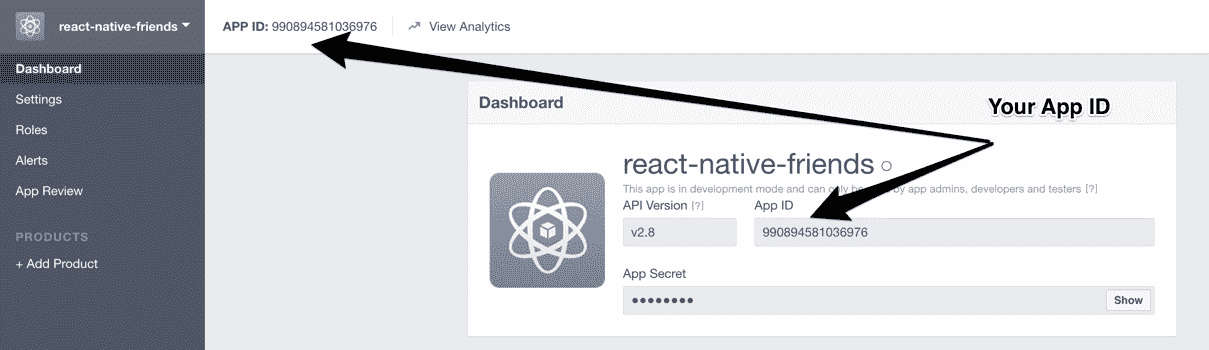 react-native-friends
APP ID: 990894581036976
View Analytics
Dashboard
Settings
Roles
Alerts
App Review
PRODUCTS
+ Add Product
Dashboard
Your App ID
react-native-friends
This app is in development mode and can only be used by app admins, developers and testers [?]
API Version [?]
App ID
v2.8
990894581036976
App Secret
●●●●●●●●
Show